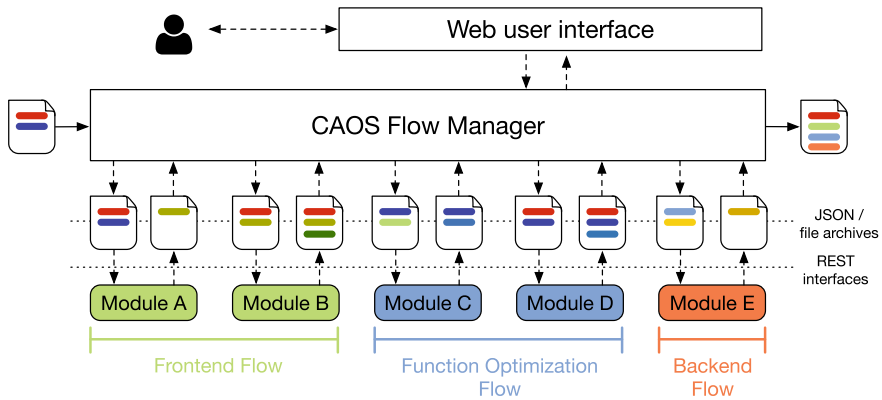 Web user interface
CAOS Flow Manager
JSON /
file archives
REST
interfaces
Module A
Module B
Module C
Module D
Module E
Frontend Flow
Function Optimization
Flow
Backend
Flow